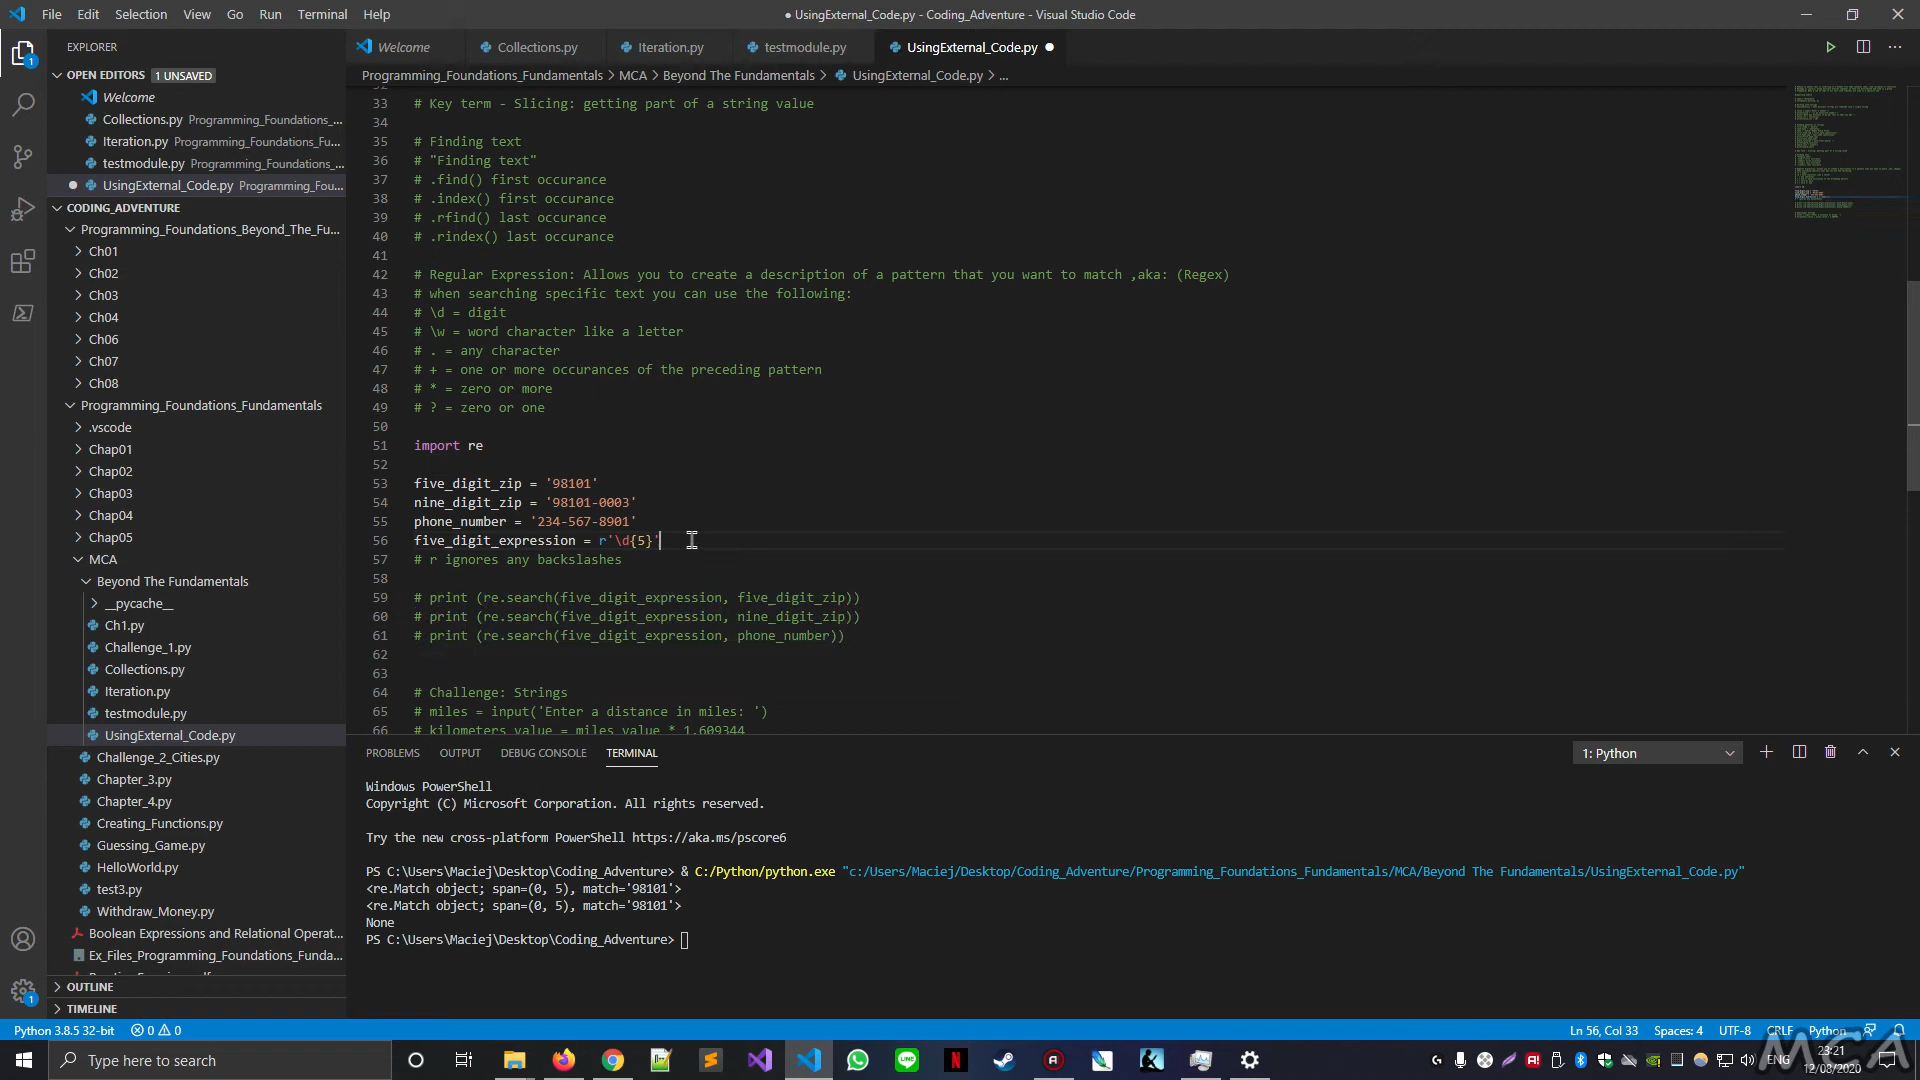 File Edit Selection View Go Run Terminal Help
● UsingExternal_Code.py - Coding_Adventure - Visual Studio Code
EXPLORER
OPEN EDITORS 1 UNSAVED
Welcome
Collections.py Programming_Foundations_...
Iteration.py Programming_Foundations_Fu...
testmodule.py Programming_Foundations_...
UsingExternal_Code.py Programming_Fou...
CODING_ADVENTURE
Programming_Foundations_Beyond_The_Fu...
Ch01
Ch02
Ch03
Ch04
Ch06
Ch07
Ch08
Programming_Foundations_Fundamentals
.vscode
Chap01
Chap02
Chap03
Chap04
Chap05
MCA
Beyond The Fundamentals
__pycache__
Ch1.py
Challenge_1.py
Collections.py
Iteration.py
testmodule.py
UsingExternal_Code.py
Challenge_2_Cities.py
Chapter_3.py
Chapter_4.py
Creating_Functions.py
Guessing_Game.py
HelloWorld.py
test3.py
Withdraw_Money.py
Boolean Expressions and Relational Operat...
Ex_Files_Programming_Foundations_Funda...
OUTLINE
TIMELINE
Welcome Collections.py Iteration.py testmodule.py UsingExternal_Code.py
Programming_Foundations_Fundamentals > MCA > Beyond The Fundamentals > UsingExternal_Code.py > ...
33 # Key term - Slicing: getting part of a string value
34
35 # Finding text
36 # "Finding text"
37 # .find() first occurance
38 # .index() first occurance
39 # .rfind() last occurance
40 # .rindex() last occurance
41
42 # Regular Expression: Allows you to create a description of a pattern that you want to match ,aka: (Regex)
43 # when searching specific text you can use the following:
44 # \d = digit
45 # \w = word character like a letter
46 # . = any character
47 # + = one or more occurances of the preceding pattern
48 # * = zero or more
49 # ? = zero or one
50
51 import re
52
53 five_digit_zip = '98101'
54 nine_digit_zip = '98101-0003'
55 phone_number = '234-567-8901'
56 five_digit_expression = r'\d{5}'
57 # r ignores any backslashes
58
59 # print (re.search(five_digit_expression, five_digit_zip))
60 # print (re.search(five_digit_expression, nine_digit_zip))
61 # print (re.search(five_digit_expression, phone_number))
62
63
64 # Challenge: Strings
65 # miles = input('Enter a distance in miles: ')
66 # kilometers_value = miles_value * 1.609344
PROBLEMS OUTPUT DEBUG CONSOLE TERMINAL
1: Python
Windows PowerShell
Copyright (C) Microsoft Corporation. All rights reserved.
Try the new cross-platform PowerShell https://aka.ms/pscore6
PS C:\Users\Maciej\Desktop\Coding_Adventure> & C:/Python/python.exe "c:/Users/Maciej/Desktop/Coding_Adventure/Programming_Foundations_Fundamentals/MCA/Beyond The Fundamentals/UsingExternal_Code.py"
<re.Match object; span=(0, 5), match='98101'>
<re.Match object; span=(0, 5), match='98101'>
None
PS C:\Users\Maciej\Desktop\Coding_Adventure>
Python 3.8.5 32-bit 0 0 Ln 56, Col 33 Spaces: 4 UTF-8 CRLF Python
Type here to search
ENG
23:21
12/08/2020
MCA